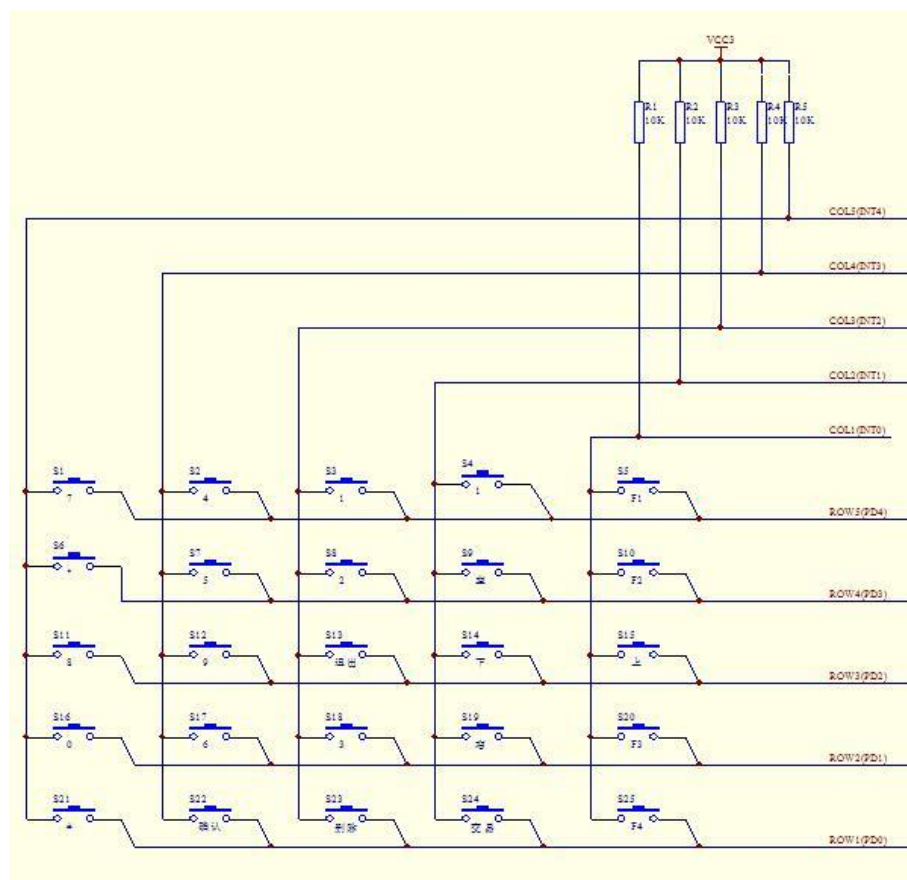 VCC3
R1 R2 R3 R4 R5
10K 10K 10K 10K 10K
COL5(INT4)
COL4(INT3)
COL3(INT2)
COL2(INT1)
COL1(INT0)
S1 S2 S3 S4 S5
7 4 1 1 F1
ROW5(PD4)
S6 S7 S8 S9 S10
5 2 F2
ROW4(PD3)
S11 S12 S13 S14 S15
8 9 退出 下 上
ROW3(PD2)
S16 S17 S18 S19 S20
0 6 3 F3
ROW2(PD1)
S21 S22 S23 S24 S25
确认 删除 交易 F4
ROW1(PD0)